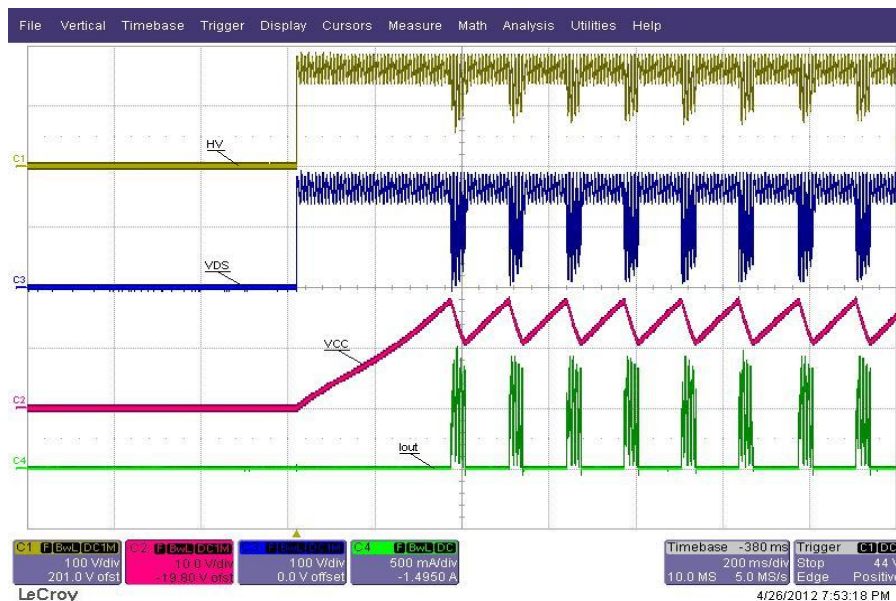 File Vertical Timebase Trigger Display Cursors Measure Math Analysis Utilities Help
HV
C1
VDS
C3
VCC
C2
Iout
C4
C1 F BwL DC1M
100 V/div
201.0 V ofst
C2 F BwL DC1M
10.0 V/div
-19.80 V ofst
F BwL DC1M
100 V/div
0.0 V offset
C4 F BwL DC
500 mA/div
-1.4950 A
Timebase -380 ms
200 ms/div
10.0 MS 5.0 MS/s
Trigger C1 DC
Stop 44 V
Edge Positive
LeCroy
4/26/2012 7:53:18 PM